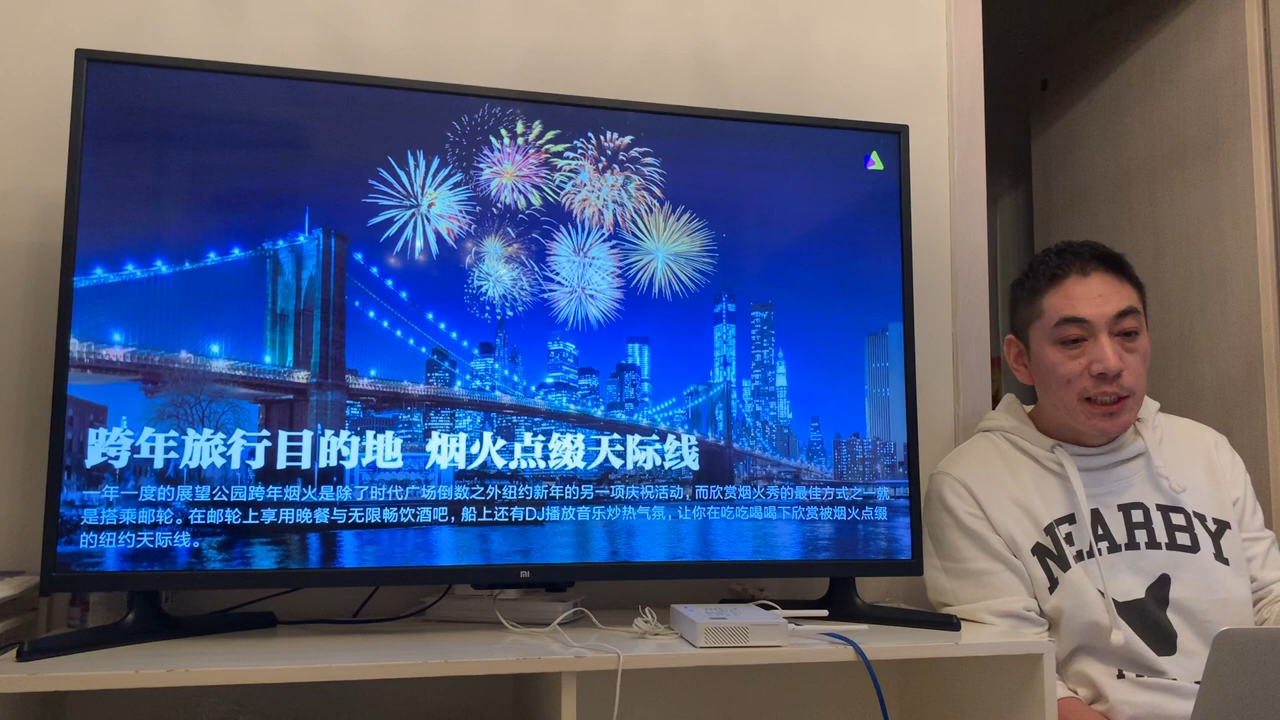 跨年旅行目的地 烟火点缀天际线
一年一度的展望公园跨年烟火是除了时代广场倒数之外纽约新年的另一项庆祝活动，而欣赏烟火秀的最佳方式之一就
是搭乘邮轮。在邮轮上享用晚餐与无限畅饮酒吧，船上还有DJ播放音乐炒热气氛，让你在吃吃喝喝下欣赏被烟火点缀
的纽约天际线。
mi
NEARBY